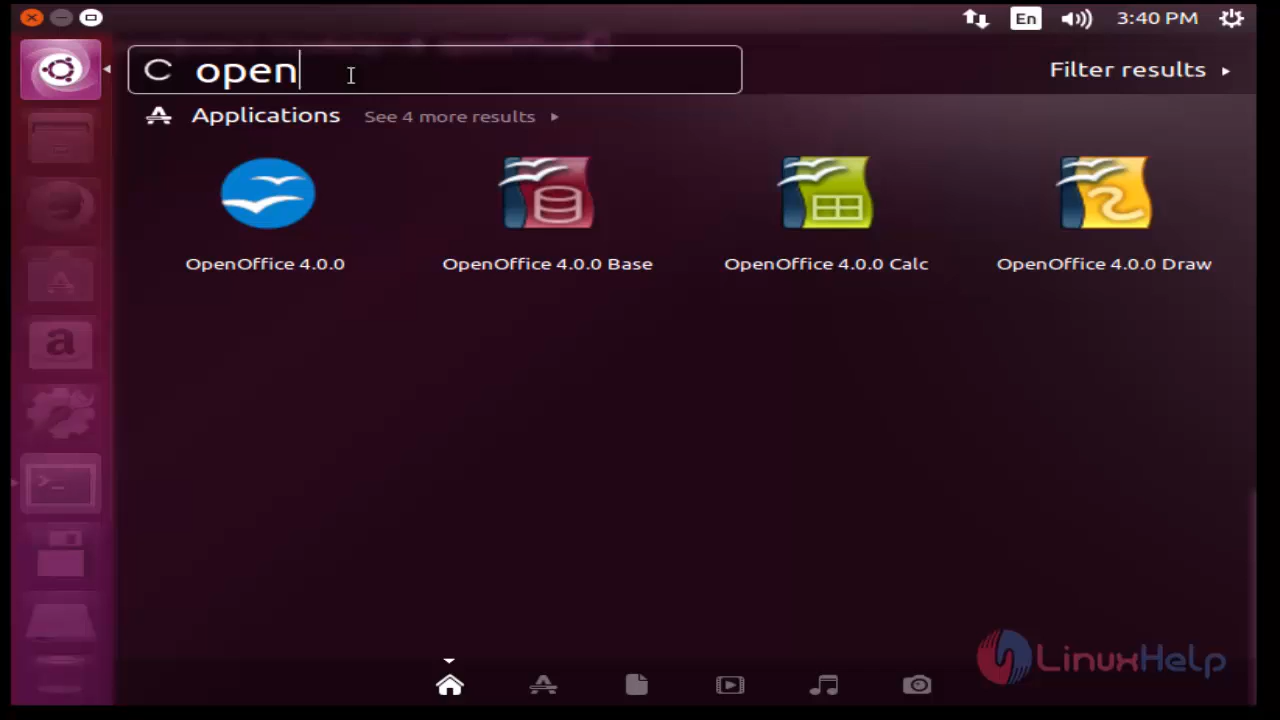 En 3:40 PM
open
Filter results
Applications See 4 more results
OpenOffice 4.0.0 OpenOffice 4.0.0 Base OpenOffice 4.0.0 Calc OpenOffice 4.0.0 Draw
a
LinuxHelp